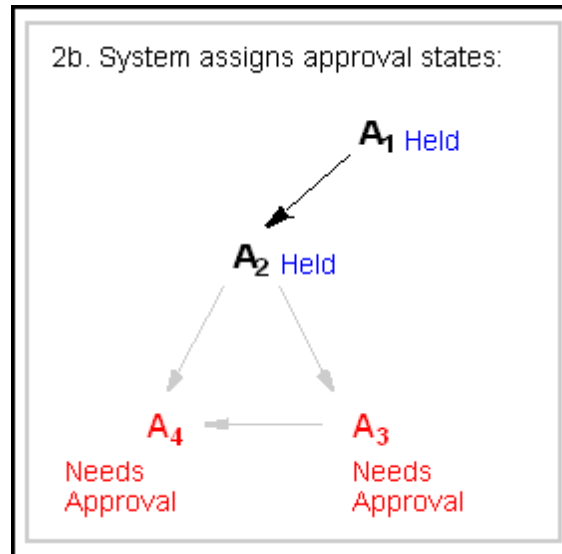 2b. System assigns approval states:
A1 Held
A2 Held
A4 A3
Needs Needs
Approval Approval